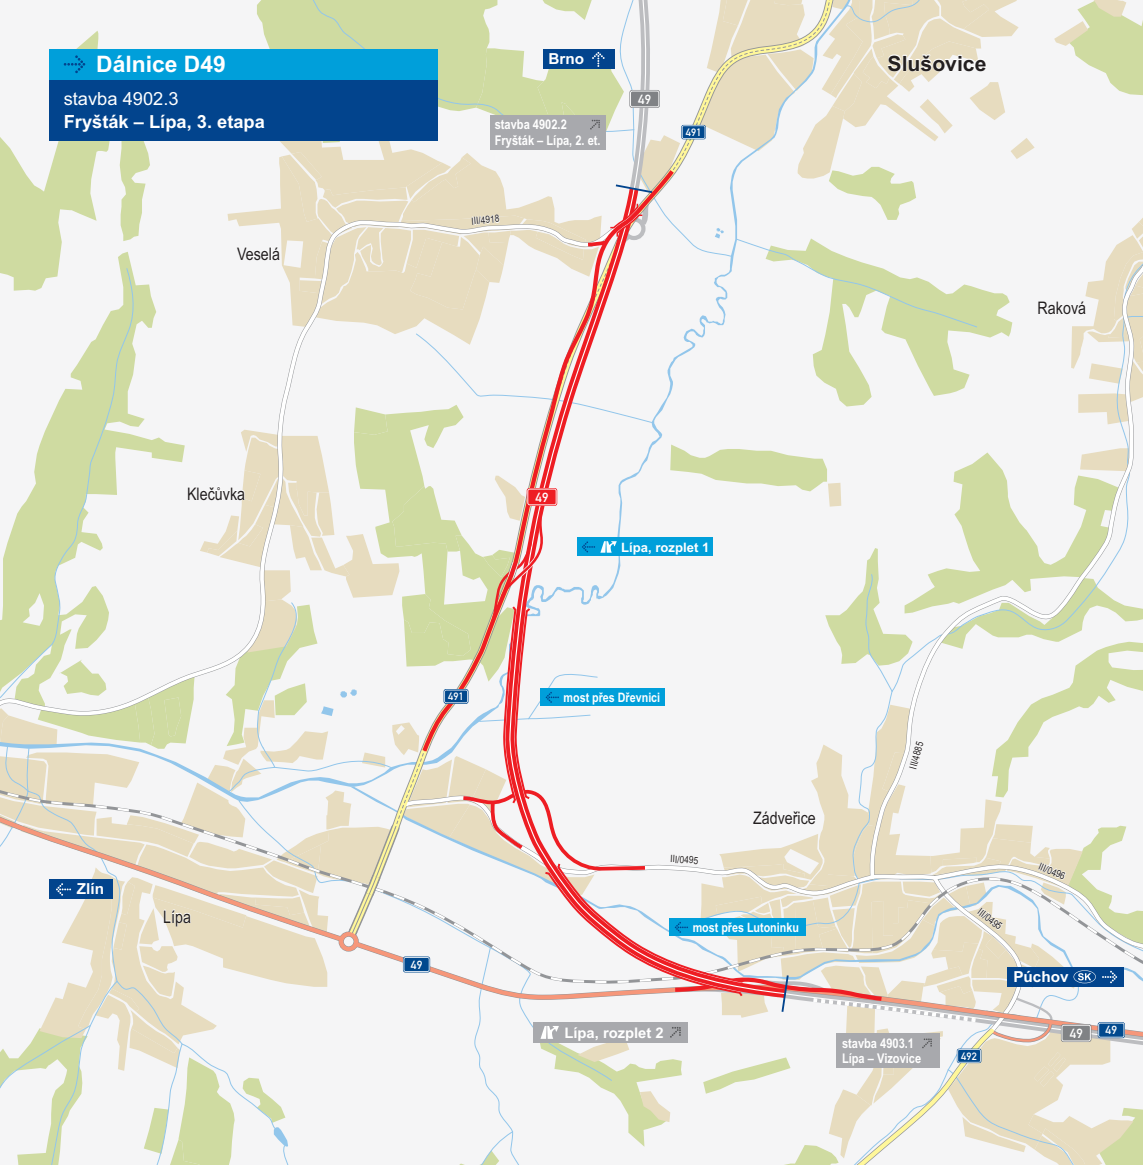 Dálnice D49
stavba 4902.3
Fryšták – Lípa, 3. etapa
Brno
Slušovice
49
stavba 4902.2
Fryšták – Lípa, 2. et.
491
III/4918
Veselá
Raková
Klečůvka
49
Lípa, rozplet 1
491
most přes Dřevnici
III/4885
Zádveřice
III/0495
III/0496
Zlín
Lípa
III/0495
most přes Lutoninku
49
Púchov SK
Lípa, rozplet 2
49
49
stavba 4903.1
Lípa – Vizovice
492